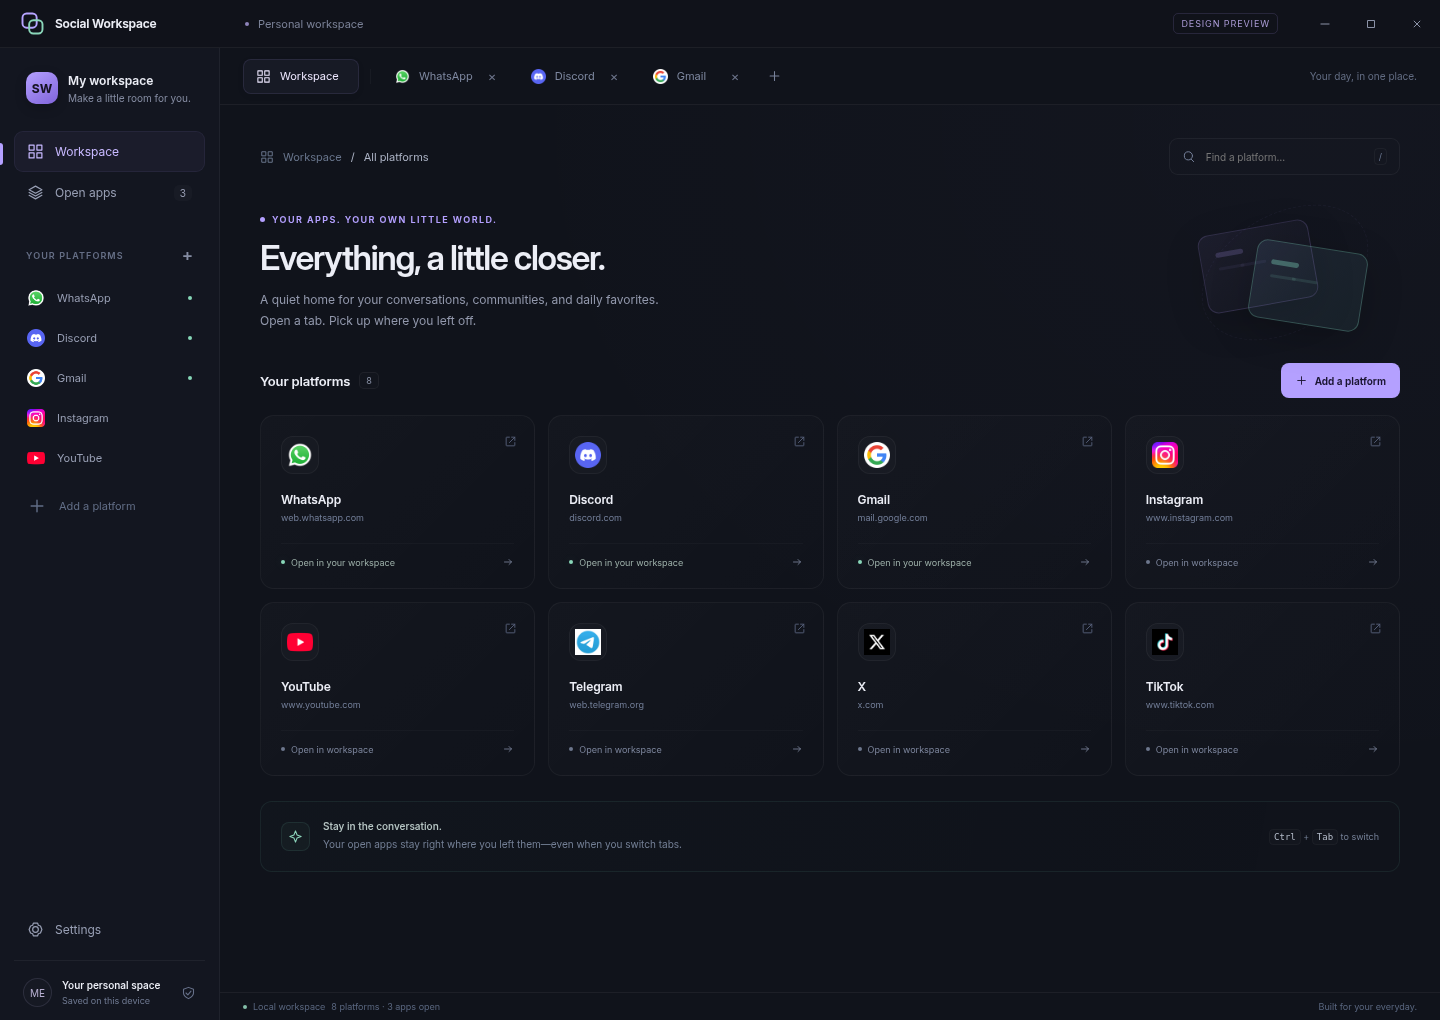 Social Workspace
Personal workspace
DESIGN PREVIEW
SW
My workspace
Make a little room for you.
Workspace
Open apps 3
YOUR PLATFORMS +
WhatsApp
Discord
Gmail
Instagram
YouTube
+ Add a platform
Settings
ME
Your personal space
Saved on this device
Workspace
WhatsApp ×
Discord ×
Gmail ×
+
Your day, in one place.
Workspace / All platforms
Find a platform... /
YOUR APPS. YOUR OWN LITTLE WORLD.
Everything, a little closer.
A quiet home for your conversations, communities, and daily favorites.
Open a tab. Pick up where you left off.
Your platforms 8
+ Add a platform
WhatsApp
web.whatsapp.com
Open in your workspace
Discord
discord.com
Open in your workspace
Gmail
mail.google.com
Open in your workspace
Instagram
www.instagram.com
Open in workspace
YouTube
www.youtube.com
Open in workspace
Telegram
web.telegram.org
Open in workspace
X
x.com
Open in workspace
TikTok
www.tiktok.com
Open in workspace
Stay in the conversation.
Your open apps stay right where you left them—even when you switch tabs.
Ctrl + Tab to switch
Local workspace 8 platforms · 3 apps open
Built for your everyday.